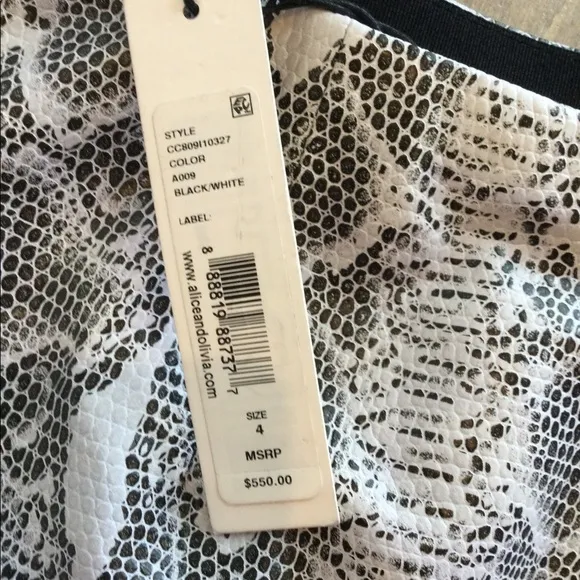 STYLE
CC809I10327
COLOR
A009
BLACK/WHITE
LABEL:
8 88819 88737 7
www.aliceandolivia.com
SIZE
4
MSRP
$550.00